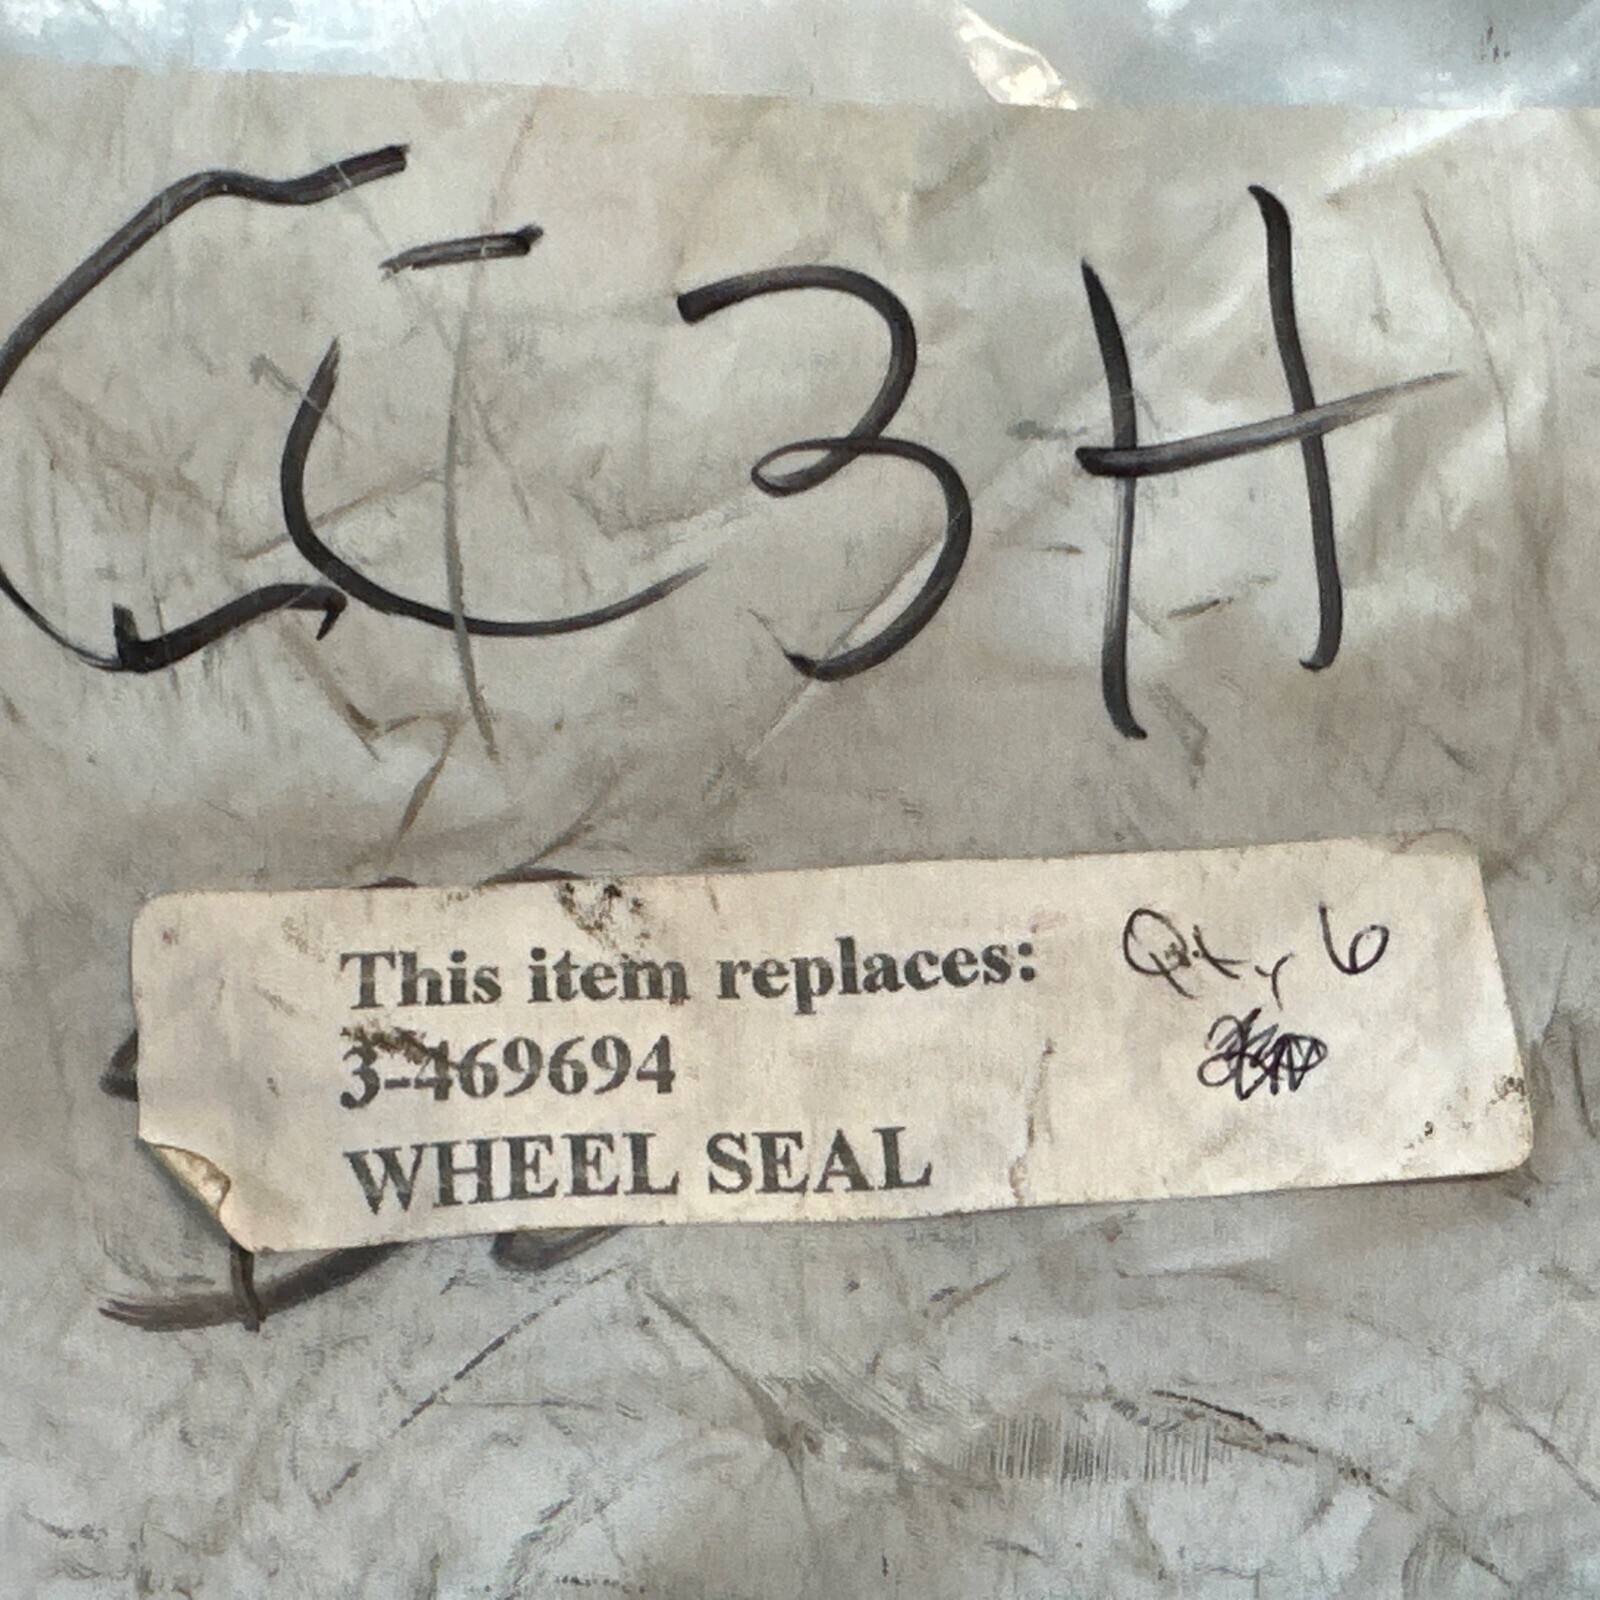 3H
This item replaces: Qty 6
3-469694
WHEEL SEAL